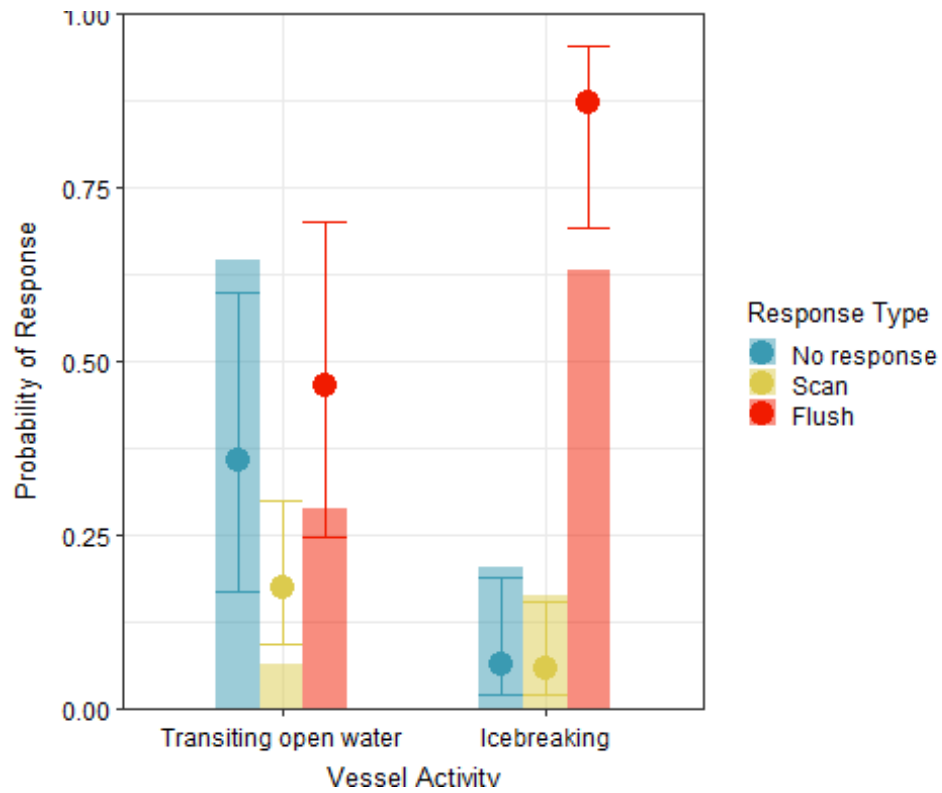 1.00
0.75
0.50
0.25
0.00
Probability of Response
Transiting open water
Icebreaking
Vessel Activity
Response Type
No response
Scan
Flush